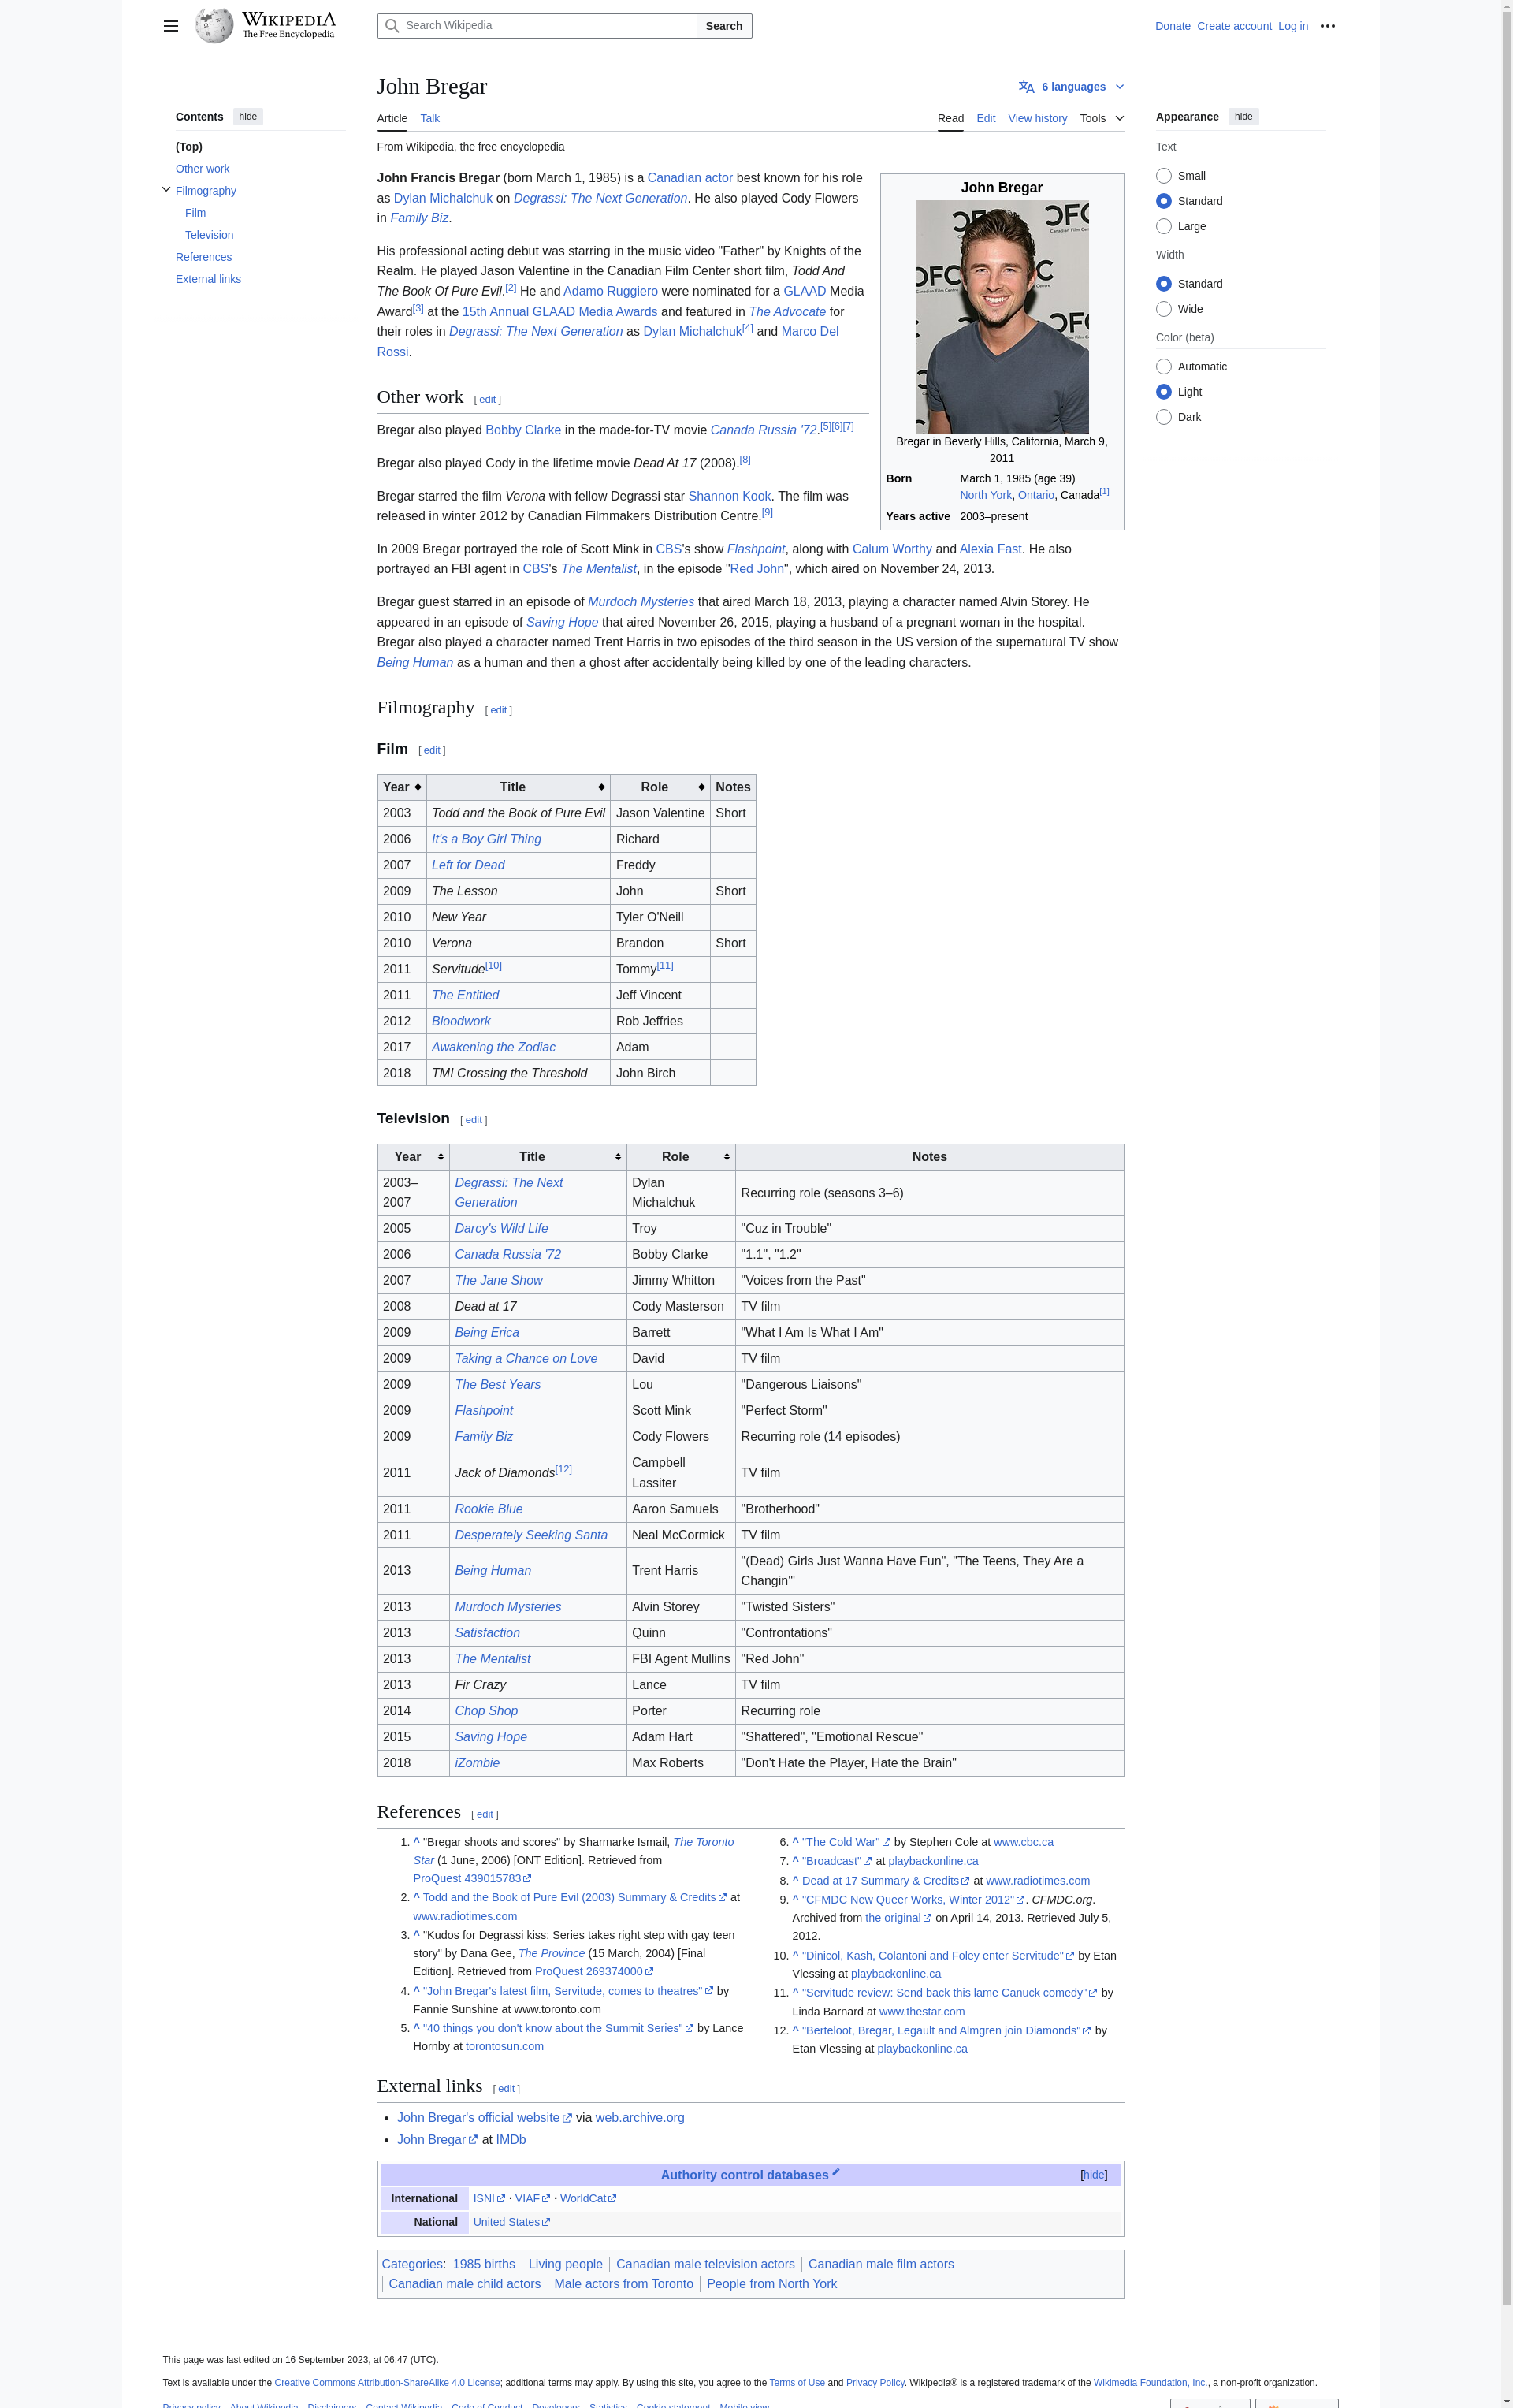 WIKIPEDIA
The Free Encyclopedia
Search Wikipedia
Search
Donate Create account Log in
Contents hide
(Top)
Other work
Filmography
Film
Television
References
External links
John Bregar
6 languages
Article Talk
Read Edit View history Tools
From Wikipedia, the free encyclopedia
John Francis Bregar (born March 1, 1985) is a Canadian actor best known for his role
as Dylan Michalchuk on Degrassi: The Next Generation. He also played Cody Flowers
in Family Biz.
His professional acting debut was starring in the music video "Father" by Knights of the
Realm. He played Jason Valentine in the Canadian Film Center short film, Todd And
The Book Of Pure Evil.[2] He and Adamo Ruggiero were nominated for a GLAAD Media
Award[3] at the 15th Annual GLAAD Media Awards and featured in The Advocate for
their roles in Degrassi: The Next Generation as Dylan Michalchuk[4] and Marco Del
Rossi.
John Bregar
Bregar in Beverly Hills, California, March 9,
2011
Born March 1, 1985 (age 39)
North York, Ontario, Canada[1]
Years active 2003–present
Other work [ edit ]
Bregar also played Bobby Clarke in the made-for-TV movie Canada Russia '72.[5][6][7]
Bregar also played Cody in the lifetime movie Dead At 17 (2008).[8]
Bregar starred the film Verona with fellow Degrassi star Shannon Kook. The film was
released in winter 2012 by Canadian Filmmakers Distribution Centre.[9]
In 2009 Bregar portrayed the role of Scott Mink in CBS's show Flashpoint, along with Calum Worthy and Alexia Fast. He also
portrayed an FBI agent in CBS's The Mentalist, in the episode "Red John", which aired on November 24, 2013.
Bregar guest starred in an episode of Murdoch Mysteries that aired March 18, 2013, playing a character named Alvin Storey. He
appeared in an episode of Saving Hope that aired November 26, 2015, playing a husband of a pregnant woman in the hospital.
Bregar also played a character named Trent Harris in two episodes of the third season in the US version of the supernatural TV show
Being Human as a human and then a ghost after accidentally being killed by one of the leading characters.
Filmography [ edit ]
Film [ edit ]
Year Title Role Notes
2003 Todd and the Book of Pure Evil Jason Valentine Short
2006 It's a Boy Girl Thing Richard
2007 Left for Dead Freddy
2009 The Lesson John Short
2010 New Year Tyler O'Neill
2010 Verona Brandon Short
2011 Servitude[10] Tommy[11]
2011 The Entitled Jeff Vincent
2012 Bloodwork Rob Jeffries
2017 Awakening the Zodiac Adam
2018 TMI Crossing the Threshold John Birch
Television [ edit ]
Year Title Role Notes
2003–
2007 Degrassi: The Next
Generation Dylan
Michalchuk Recurring role (seasons 3–6)
2005 Darcy's Wild Life Troy "Cuz in Trouble"
2006 Canada Russia '72 Bobby Clarke "1.1", "1.2"
2007 The Jane Show Jimmy Whitton "Voices from the Past"
2008 Dead at 17 Cody Masterson TV film
2009 Being Erica Barrett "What I Am Is What I Am"
2009 Taking a Chance on Love David TV film
2009 The Best Years Lou "Dangerous Liaisons"
2009 Flashpoint Scott Mink "Perfect Storm"
2009 Family Biz Cody Flowers Recurring role (14 episodes)
2011 Jack of Diamonds[12] Campbell
Lassiter TV film
2011 Rookie Blue Aaron Samuels "Brotherhood"
2011 Desperately Seeking Santa Neal McCormick TV film
2013 Being Human Trent Harris "(Dead) Girls Just Wanna Have Fun", "The Teens, They Are a
Changin'"
2013 Murdoch Mysteries Alvin Storey "Twisted Sisters"
2013 Satisfaction Quinn "Confrontations"
2013 The Mentalist FBI Agent Mullins "Red John"
2013 Fir Crazy Lance TV film
2014 Chop Shop Porter Recurring role
2015 Saving Hope Adam Hart "Shattered", "Emotional Rescue"
2018 iZombie Max Roberts "Don't Hate the Player, Hate the Brain"
References [ edit ]
1. ^ "Bregar shoots and scores" by Sharmarke Ismail, The Toronto
Star (1 June, 2006) [ONT Edition]. Retrieved from
ProQuest 439015783
2. ^ Todd and the Book of Pure Evil (2003) Summary & Credits at
www.radiotimes.com
3. ^ "Kudos for Degrassi kiss: Series takes right step with gay teen
story" by Dana Gee, The Province (15 March, 2004) [Final
Edition]. Retrieved from ProQuest 269374000
4. ^ "John Bregar's latest film, Servitude, comes to theatres" by
Fannie Sunshine at www.toronto.com
5. ^ "40 things you don't know about the Summit Series" by Lance
Hornby at torontosun.com
6. ^ "The Cold War" by Stephen Cole at www.cbc.ca
7. ^ "Broadcast" at playbackonline.ca
8. ^ Dead at 17 Summary & Credits at www.radiotimes.com
9. ^ "CFMDC New Queer Works, Winter 2012". CFMDC.org.
Archived from the original on April 14, 2013. Retrieved July 5,
2012.
10. ^ "Dinicol, Kash, Colantoni and Foley enter Servitude" by Etan
Vlessing at playbackonline.ca
11. ^ "Servitude review: Send back this lame Canuck comedy" by
Linda Barnard at www.thestar.com
12. ^ "Berteloot, Bregar, Legault and Almgren join Diamonds" by
Etan Vlessing at playbackonline.ca
External links [ edit ]
• John Bregar's official website via web.archive.org
• John Bregar at IMDb
Authority control databases [hide]
International ISNI · VIAF · WorldCat
National United States
Categories: 1985 births | Living people | Canadian male television actors | Canadian male film actors
| Canadian male child actors | Male actors from Toronto | People from North York
Appearance hide
Text
Small
Standard
Large
Width
Standard
Wide
Color (beta)
Automatic
Light
Dark
This page was last edited on 16 September 2023, at 06:47 (UTC).
Text is available under the Creative Commons Attribution-ShareAlike 4.0 License; additional terms may apply. By using this site, you agree to the Terms of Use and Privacy Policy. Wikipedia® is a registered trademark of the Wikimedia Foundation, Inc., a non-profit organization.
Privacy policy About Wikipedia Disclaimers Contact Wikipedia Code of Conduct Developers Statistics Cookie statement Mobile view